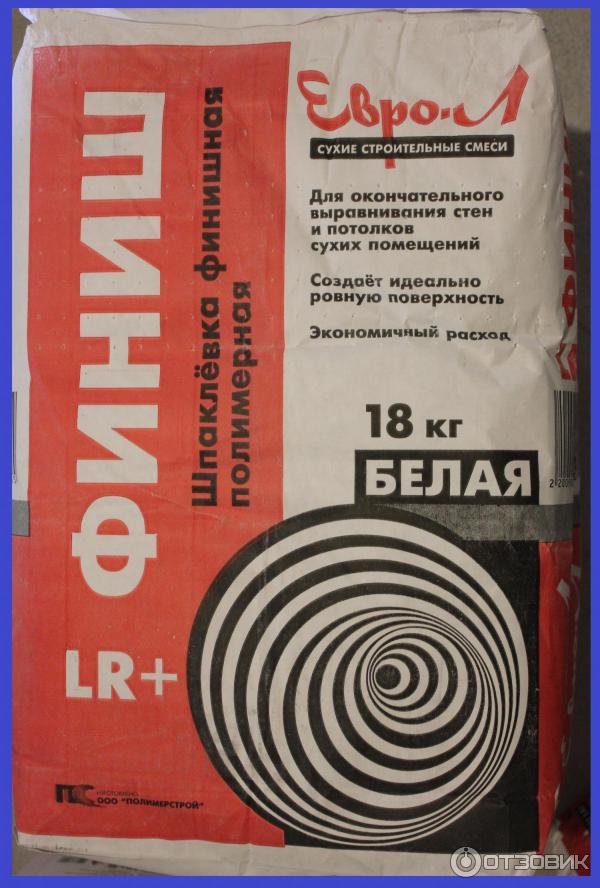 Евро-Л
СУХИЕ СТРОИТЕЛЬНЫЕ СМЕСИ
Для окончательного
выравнивания стен
и потолков
сухих помещений
Создаёт идеально
ровную поверхность
Экономичный расход
18 кг
БЕЛАЯ
ФИНИШ
Шпаклёвка финишная
полимерная
LR+
ИЗГОТОВЛЕНО
ООО "ПОЛИМЕРСТРОЙ"
ОТЗОВИК